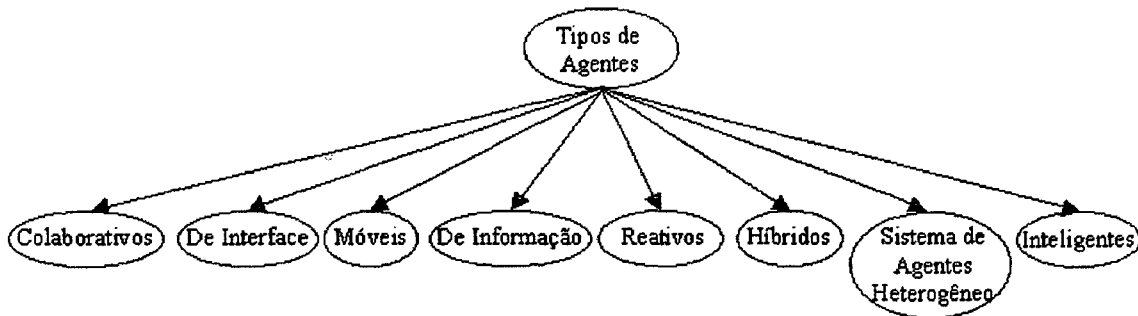 Tipos de
Agentes
Colaborativos
De Interface
Móveis
De Informação
Reativos
Híbridos
Sistema de
Agentes
Heterogêneo
Inteligentes